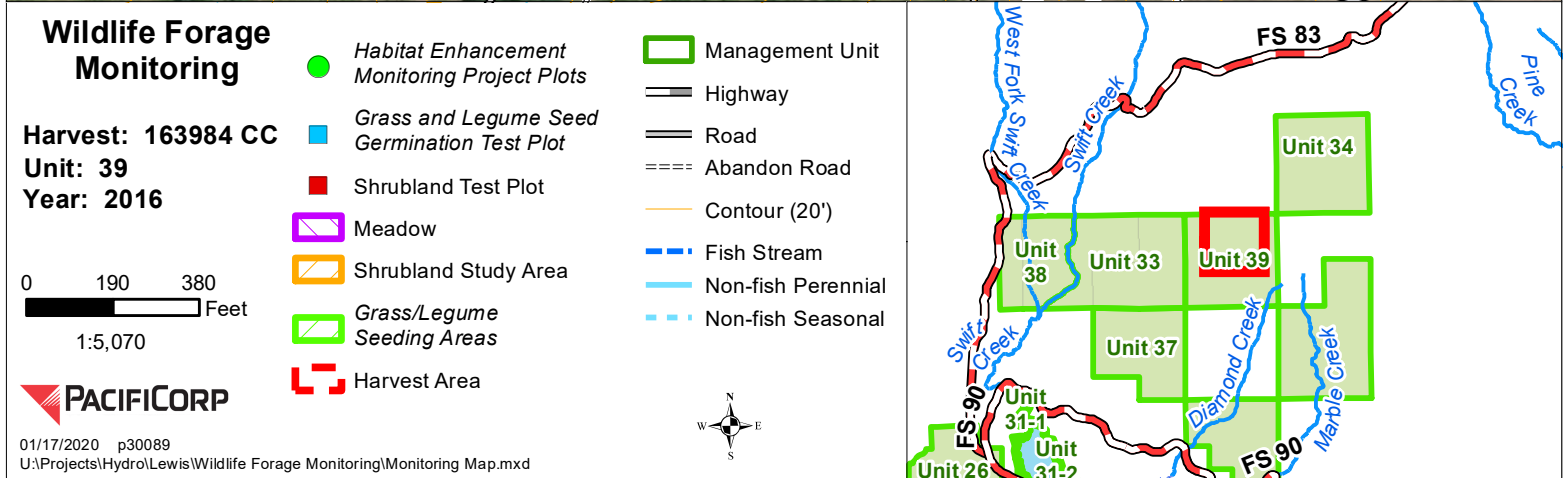 Wildlife Forage
Monitoring
Harvest: 163984 CC
Unit: 39
Year: 2016
0 190 380
Feet
1:5,070
PACIFICORP
01/17/2020 p30089
U:\Projects\Hydro\Lewis\Wildlife Forage Monitoring\Monitoring Map.mxd
Habitat Enhancement
Monitoring Project Plots
Grass and Legume Seed
Germination Test Plot
Shrubland Test Plot
Meadow
Shrubland Study Area
Grass/Legume
Seeding Areas
Harvest Area
Management Unit
Highway
Road
Abandon Road
Contour (20')
Fish Stream
Non-fish Perennial
Non-fish Seasonal
N
W E
S
West Fork Swift Creek
Swift Creek
FS 83
Pine
Creek
Unit 34
Unit
38
Unit 33
Unit 39
Swift
Creek
Unit 37
Diamond Creek
Marble Creek
FS 90
Unit
31-1
Unit
31-2
Unit 26
FS 90